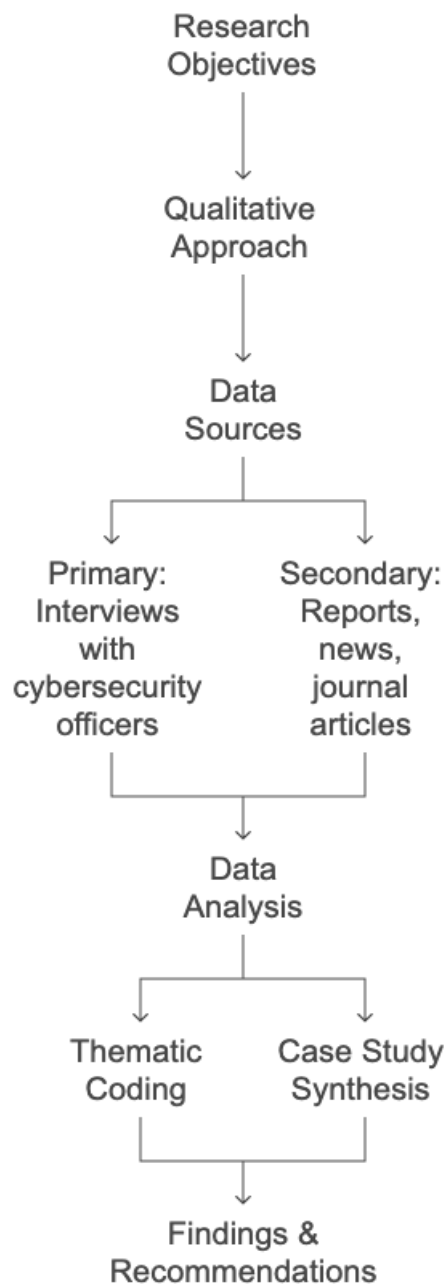 Research
Objectives
Qualitative
Approach
Data
Sources
Primary:
Interviews
with
cybersecurity
officers
Secondary:
Reports,
news,
journal
articles
Data
Analysis
Thematic
Coding
Case Study
Synthesis
Findings &
Recommendations